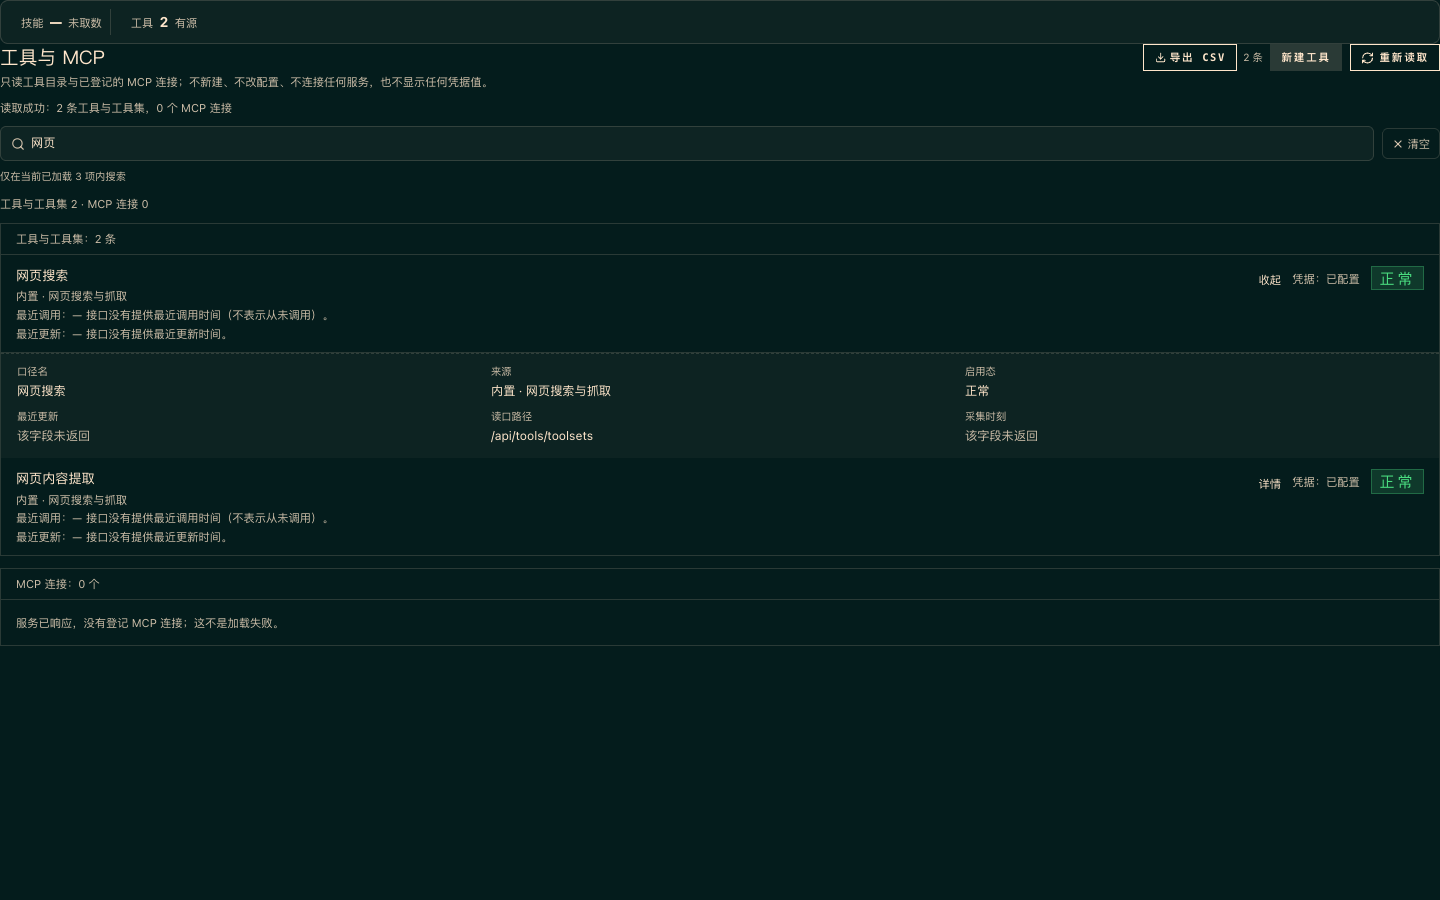 技能 — 未取数 工具 2 有源
工具与 MCP
导出 CSV 2 条 新建工具 重新读取
只读工具目录与已登记的 MCP 连接；不新建、不改配置、不连接任何服务，也不显示任何凭据值。
读取成功：2 条工具与工具集，0 个 MCP 连接
网页
清空
仅在当前已加载 3 项内搜索
工具与工具集 2 · MCP 连接 0
工具与工具集：2 条
网页搜索
收起 凭据：已配置 正常
内置 · 网页搜索与抓取
最近调用：— 接口没有提供最近调用时间（不表示从未调用）。
最近更新：— 接口没有提供最近更新时间。
口径名 来源 启用态
网页搜索 内置 · 网页搜索与抓取 正常
最近更新 读口路径 采集时刻
该字段未返回 /api/tools/toolsets 该字段未返回
网页内容提取
详情 凭据：已配置 正常
内置 · 网页搜索与抓取
最近调用：— 接口没有提供最近调用时间（不表示从未调用）。
最近更新：— 接口没有提供最近更新时间。
MCP 连接：0 个
服务已响应，没有登记 MCP 连接；这不是加载失败。